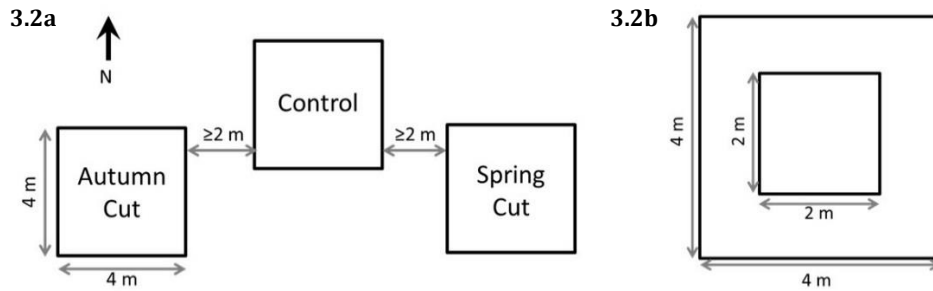 3.2a
N
Control
≥2 m
≥2 m
4 m
Autumn
Cut
Spring
Cut
4 m
3.2b
4 m
2 m
2 m
4 m